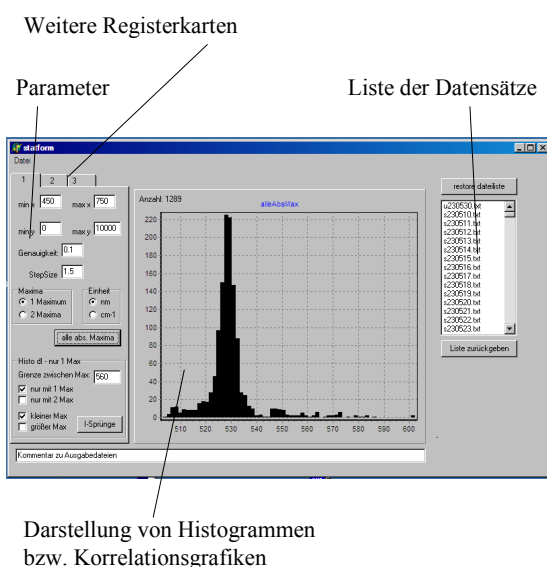 Weitere Registerkarten
Parameter
Liste der Datensätze
statform
Datei
1 2 3
min x 450 max x 750
min y 0 max y 10000
Genauigkeit 0.1
StepSize 1.5
Maxima
1 Maximum
2 Maxima
Einheit
nm
cm-1
alle abs. Maxima
Histo dl - nur 1 Max
Grenze zwischen Max: 560
nur mit 1 Max
nur mit 2 Max
kleiner Max
größer Max
I-Sprünge
Anzahl: 1289
alleAbsMax
220
200
180
160
140
120
100
80
60
40
20
0
510 520 530 540 550 560 570 580 590 600
restore dateiliste
u230530.txt
s230510.txt
s230511.txt
s230512.txt
s230513.txt
s230514.txt
s230515.txt
s230516.txt
s230517.txt
s230518.txt
s230519.txt
s230520.txt
s230521.txt
s230522.txt
s230523.txt
Liste zurückgeben
Kommentar zu Ausgabedateien
Darstellung von Histogrammen
bzw. Korrelationsgrafiken